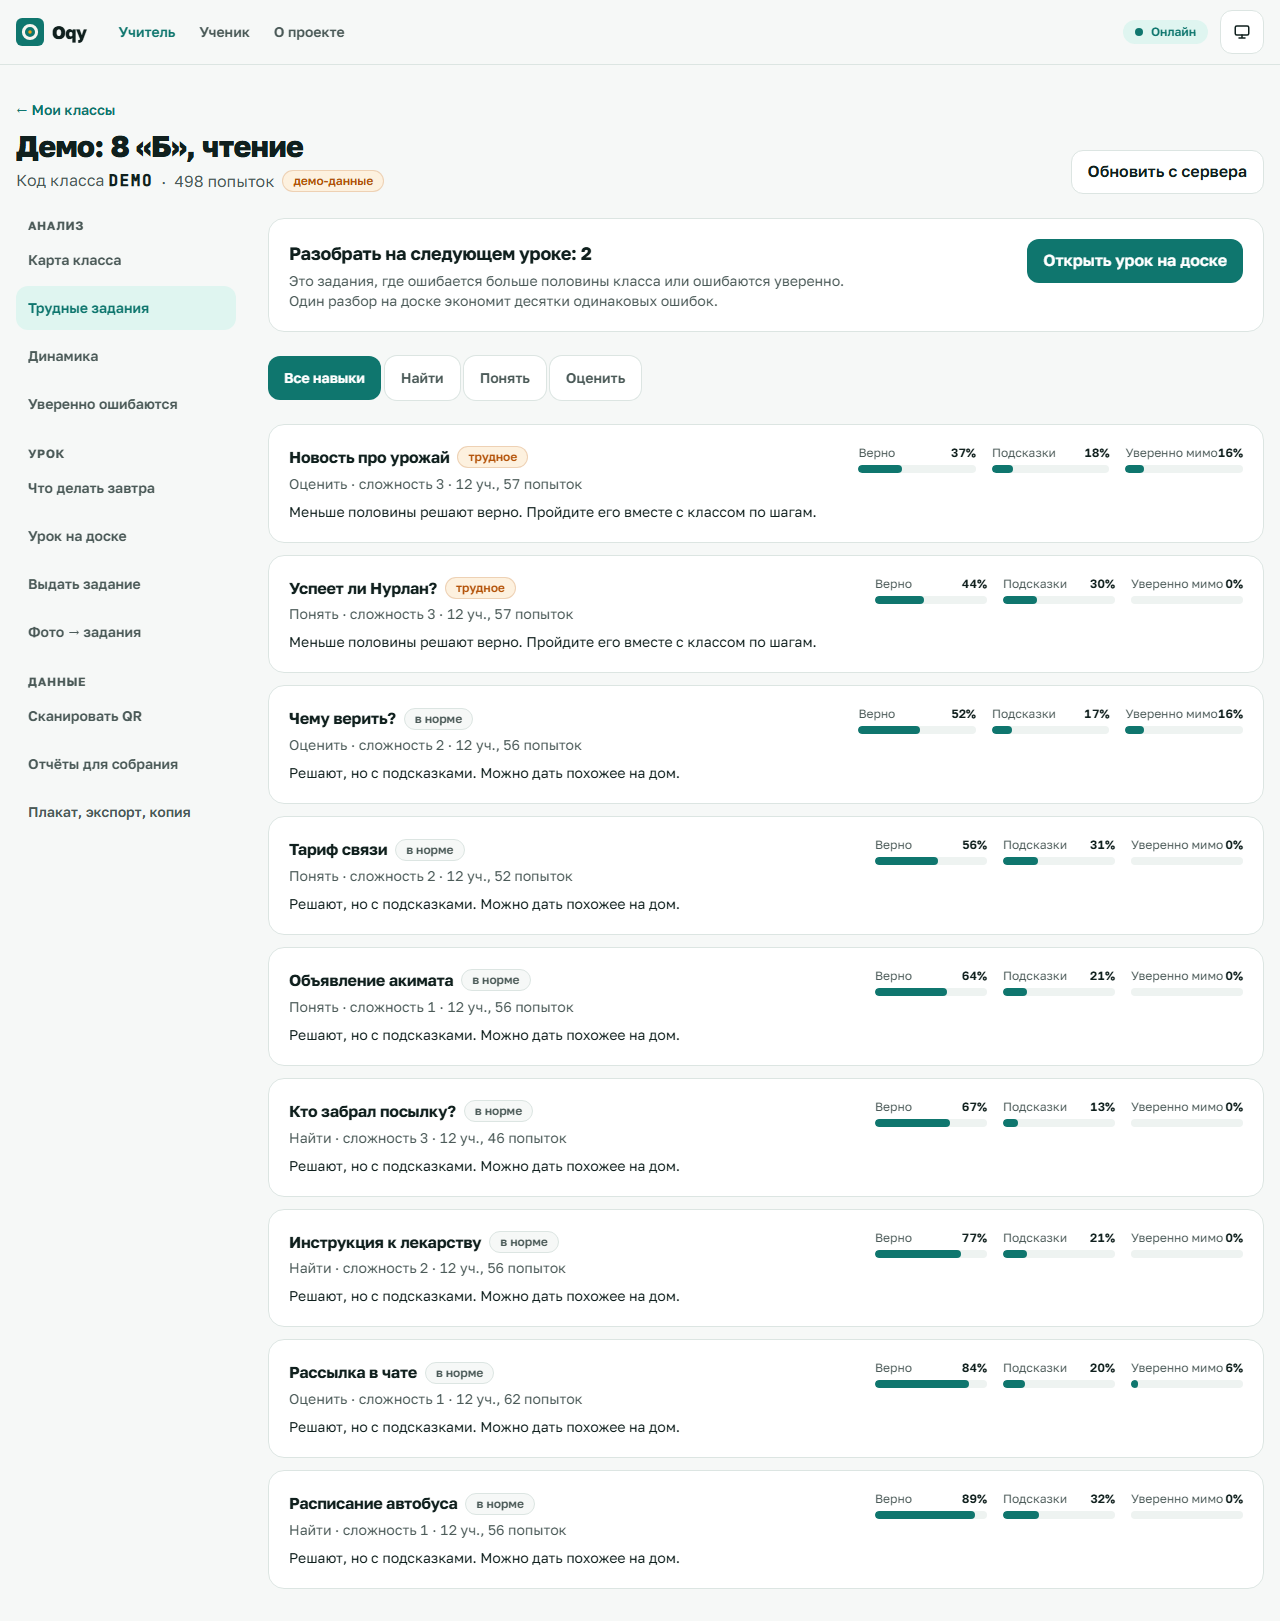 Oqy
Учитель Ученик О проекте
Онлайн
← Мои классы
Демо: 8 «Б», чтение
Код класса DEMO · 498 попыток демо-данные
Обновить с сервера
АНАЛИЗ
Карта класса
Трудные задания
Динамика
Уверенно ошибаются
УРОК
Что делать завтра
Урок на доске
Выдать задание
Фото → задания
ДАННЫЕ
Сканировать QR
Отчёты для собрания
Плакат, экспорт, копия
Разобрать на следующем уроке: 2
Это задания, где ошибается больше половины класса или ошибаются уверенно.
Один разбор на доске экономит десятки одинаковых ошибок.
Открыть урок на доске
Все навыки Найти Понять Оценить
Новость про урожай трудное
Оценить · сложность 3 · 12 уч., 57 попыток
Меньше половины решают верно. Пройдите его вместе с классом по шагам.
Верно 37% Подсказки 18% Уверенно мимо 16%
Успеет ли Нурлан? трудное
Понять · сложность 3 · 12 уч., 57 попыток
Меньше половины решают верно. Пройдите его вместе с классом по шагам.
Верно 44% Подсказки 30% Уверенно мимо 0%
Чему верить? в норме
Оценить · сложность 2 · 12 уч., 56 попыток
Решают, но с подсказками. Можно дать похожее на дом.
Верно 52% Подсказки 17% Уверенно мимо 16%
Тариф связи в норме
Понять · сложность 2 · 12 уч., 52 попыток
Решают, но с подсказками. Можно дать похожее на дом.
Верно 56% Подсказки 31% Уверенно мимо 0%
Объявление акимата в норме
Понять · сложность 1 · 12 уч., 56 попыток
Решают, но с подсказками. Можно дать похожее на дом.
Верно 64% Подсказки 21% Уверенно мимо 0%
Кто забрал посылку? в норме
Найти · сложность 3 · 12 уч., 46 попыток
Решают, но с подсказками. Можно дать похожее на дом.
Верно 67% Подсказки 13% Уверенно мимо 0%
Инструкция к лекарству в норме
Найти · сложность 2 · 12 уч., 56 попыток
Решают, но с подсказками. Можно дать похожее на дом.
Верно 77% Подсказки 21% Уверенно мимо 0%
Рассылка в чате в норме
Оценить · сложность 1 · 12 уч., 62 попыток
Решают, но с подсказками. Можно дать похожее на дом.
Верно 84% Подсказки 20% Уверенно мимо 6%
Расписание автобуса в норме
Найти · сложность 1 · 12 уч., 56 попыток
Решают, но с подсказками. Можно дать похожее на дом.
Верно 89% Подсказки 32% Уверенно мимо 0%